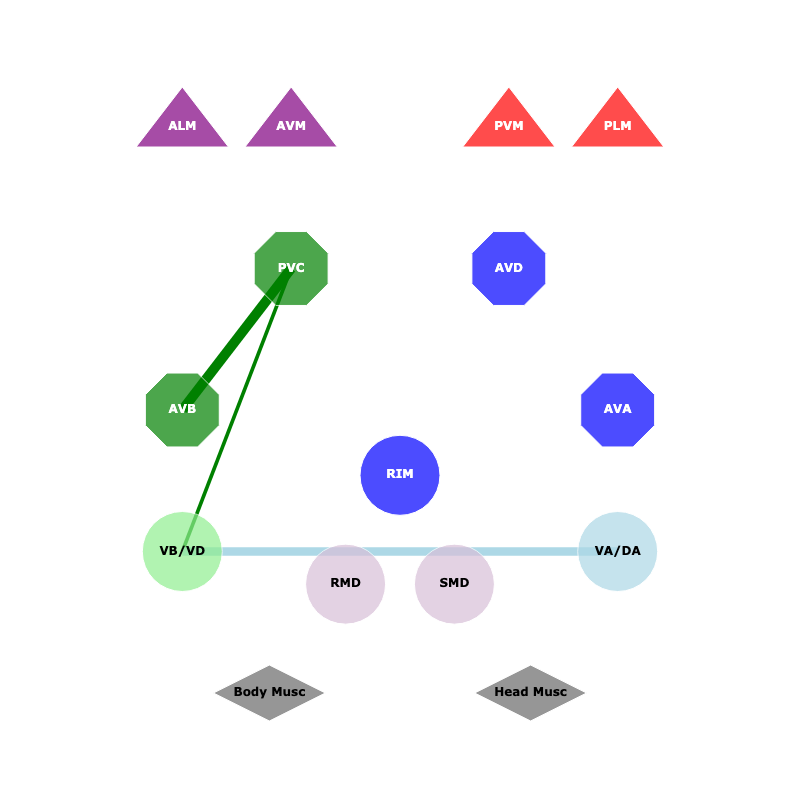 ALM
AVM
PVM
PLM
PVC
AVD
AVB
AVA
RIM
VB/VD
VA/DA
RMD
SMD
Body Musc
Head Musc